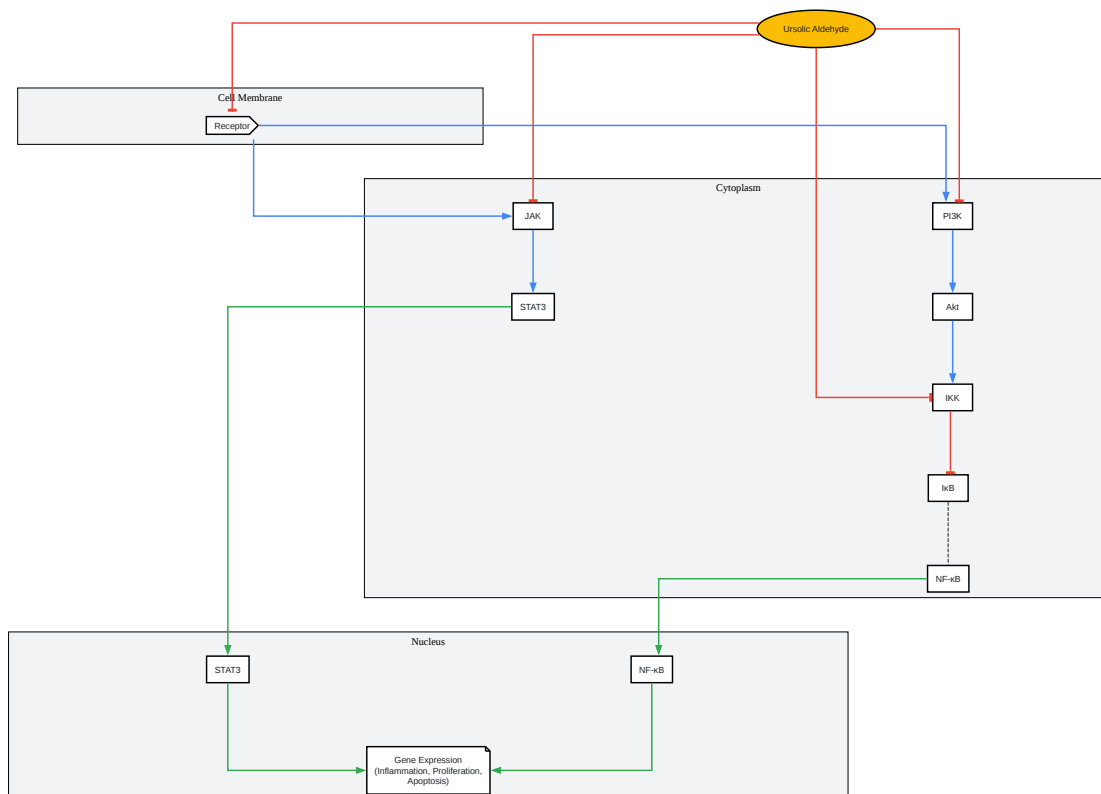 Ursolic Aldehyde
Cell Membrane
Receptor
Cytoplasm
JAK
PI3K
STAT3
Akt
IKK
IκB
NF-κB
Nucleus
STAT3
NF-κB
Gene Expression
(Inflammation, Proliferation,
Apoptosis)